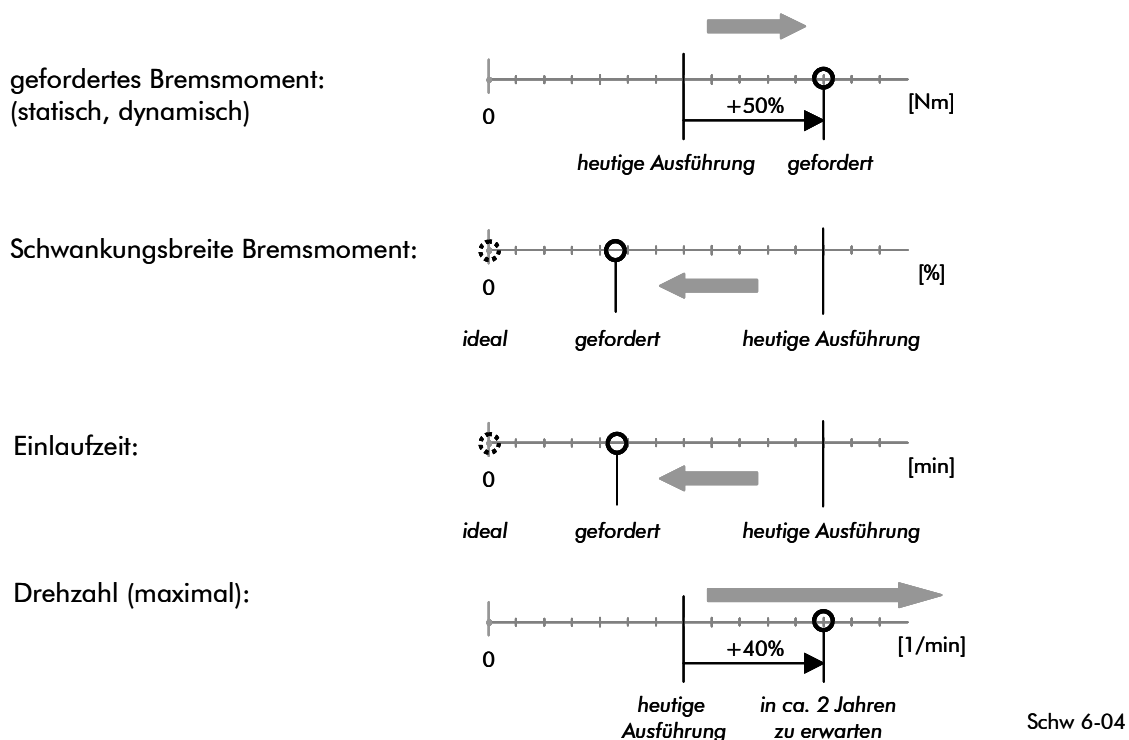 gefordertes Bremsmoment:
(statisch, dynamisch)
0
+50%
[Nm]
heutige Ausführung
gefordert
Schwankungsbreite Bremsmoment:
0
[%]
ideal
gefordert
heutige Ausführung
Einlaufzeit:
0
[min]
ideal
gefordert
heutige Ausführung
Drehzahl (maximal):
0
+40%
[1/min]
heutige
Ausführung
in ca. 2 Jahren
zu erwarten
Schw 6-04